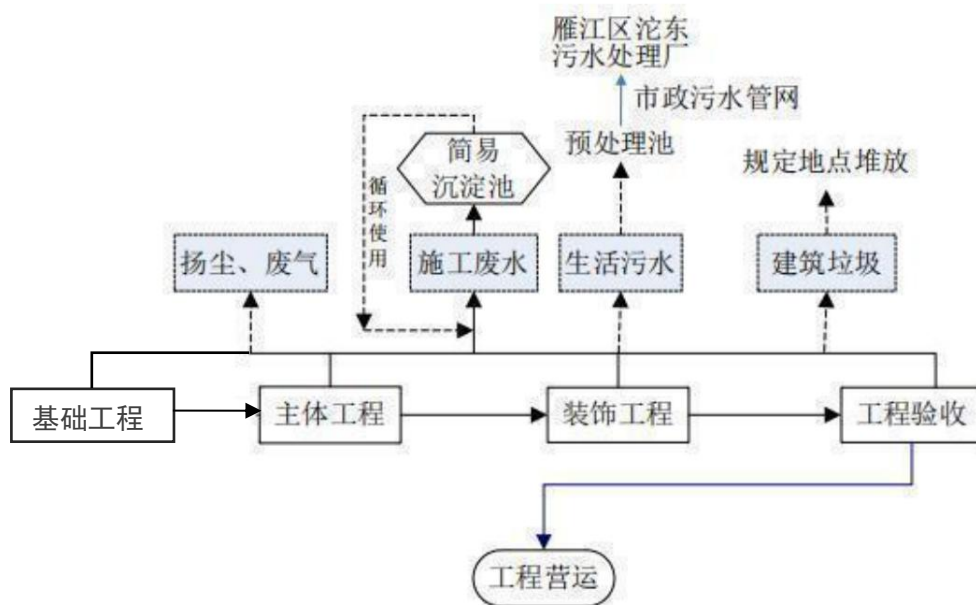 雁江区沱东
污水处理厂
市政污水管网
预处理池
简易
沉淀池
规定地点堆放
循环使用
扬尘、废气
施工废水
生活污水
建筑垃圾
基础工程
主体工程
装饰工程
工程验收
工程营运